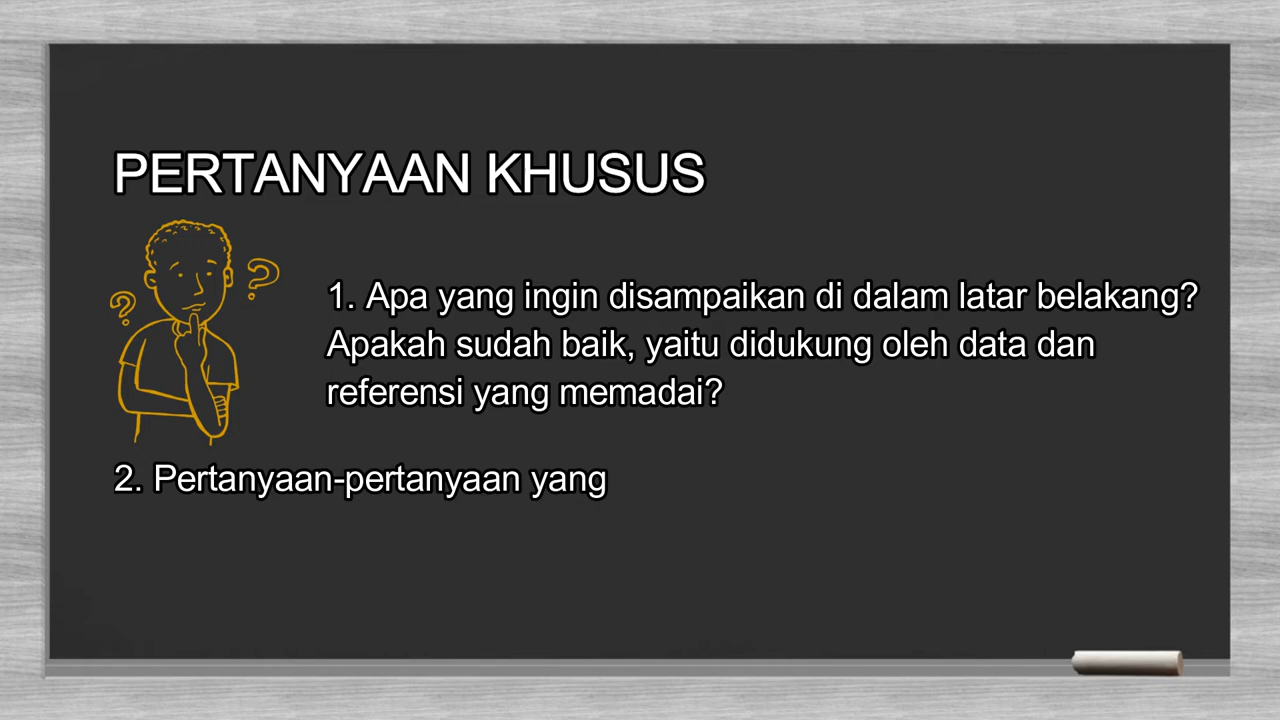 PERTANYAAN KHUSUS
1. Apa yang ingin disampaikan di dalam latar belakang?
Apakah sudah baik, yaitu didukung oleh data dan
referensi yang memadai?
2. Pertanyaan-pertanyaan yang